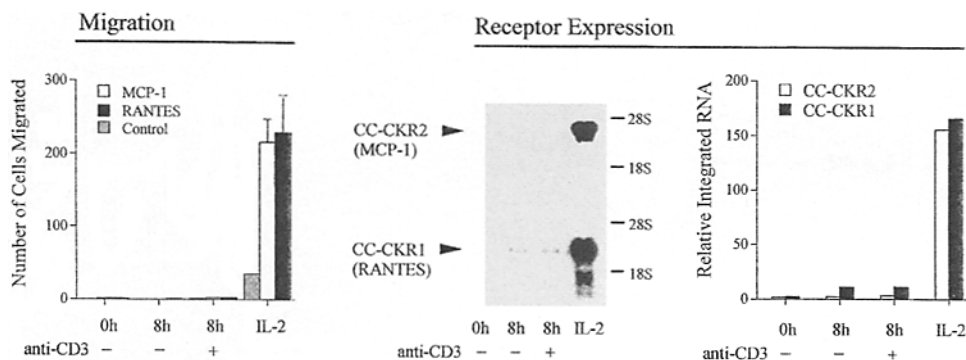 Migration
Number of Cells Migrated
300
200
100
0
MCP-1
RANTES
Control
0h 8h 8h IL-2
anti-CD3 – – +
Receptor Expression
CC-CKR2
(MCP-1)
28S
18S
CC-CKR1
(RANTES)
28S
18S
0h 8h 8h IL-2
anti-CD3 – – +
Relative Integrated RNA
200
150
100
50
0
CC-CKR2
CC-CKR1
0h 8h 8h IL-2
anti-CD3 – – +